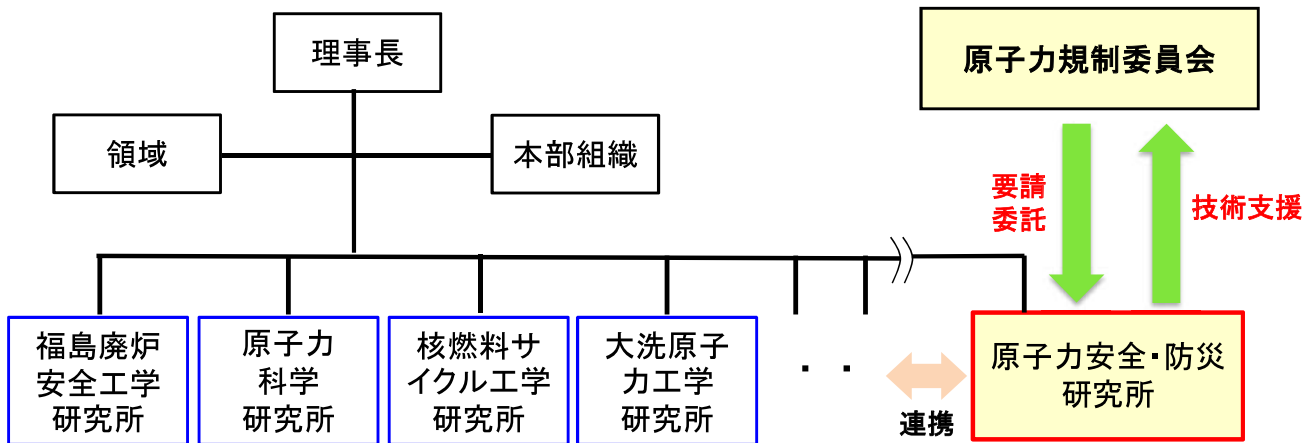 理事長
原子力規制委員会
領域
本部組織
要請
委託
技術支援
福島廃炉
安全工学
研究所
原子力
科学
研究所
核燃料サ
イクル工学
研究所
大洗原子
力工学
研究所
・・
連携
原子力安全・防災
研究所